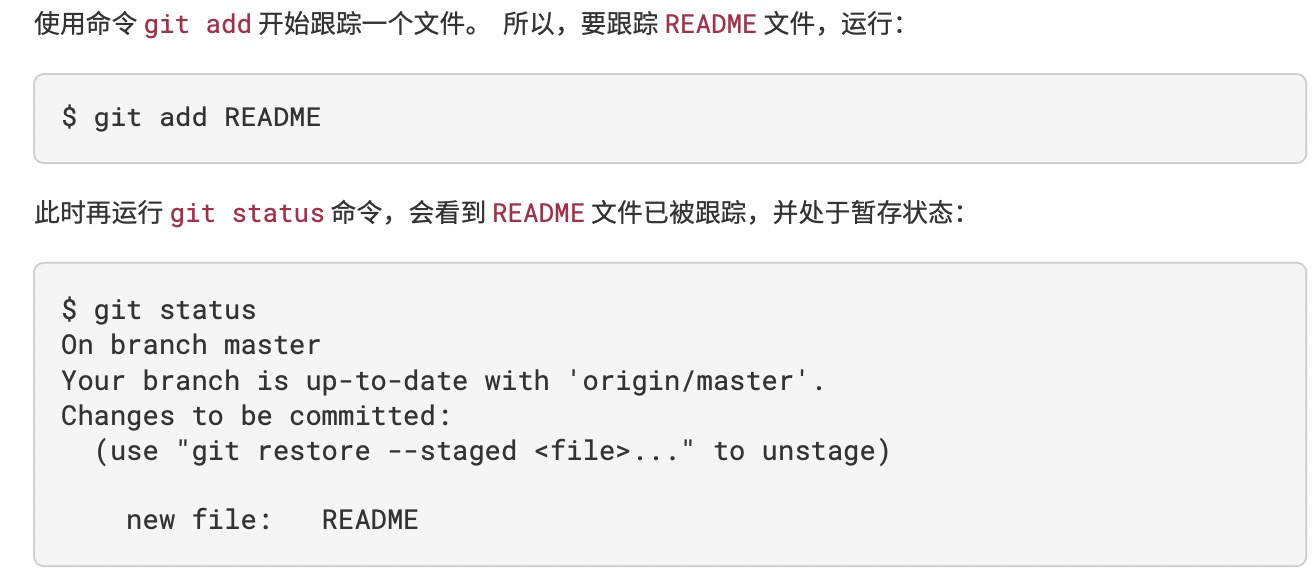 使用命令 git add 开始跟踪一个文件。 所以，要跟踪 README 文件，运行：
$ git add README
此时再运行 git status 命令，会看到 README 文件已被跟踪，并处于暂存状态：
$ git status
On branch master
Your branch is up-to-date with 'origin/master'.
Changes to be committed:
  (use "git restore --staged <file>..." to unstage)
    new file:   README